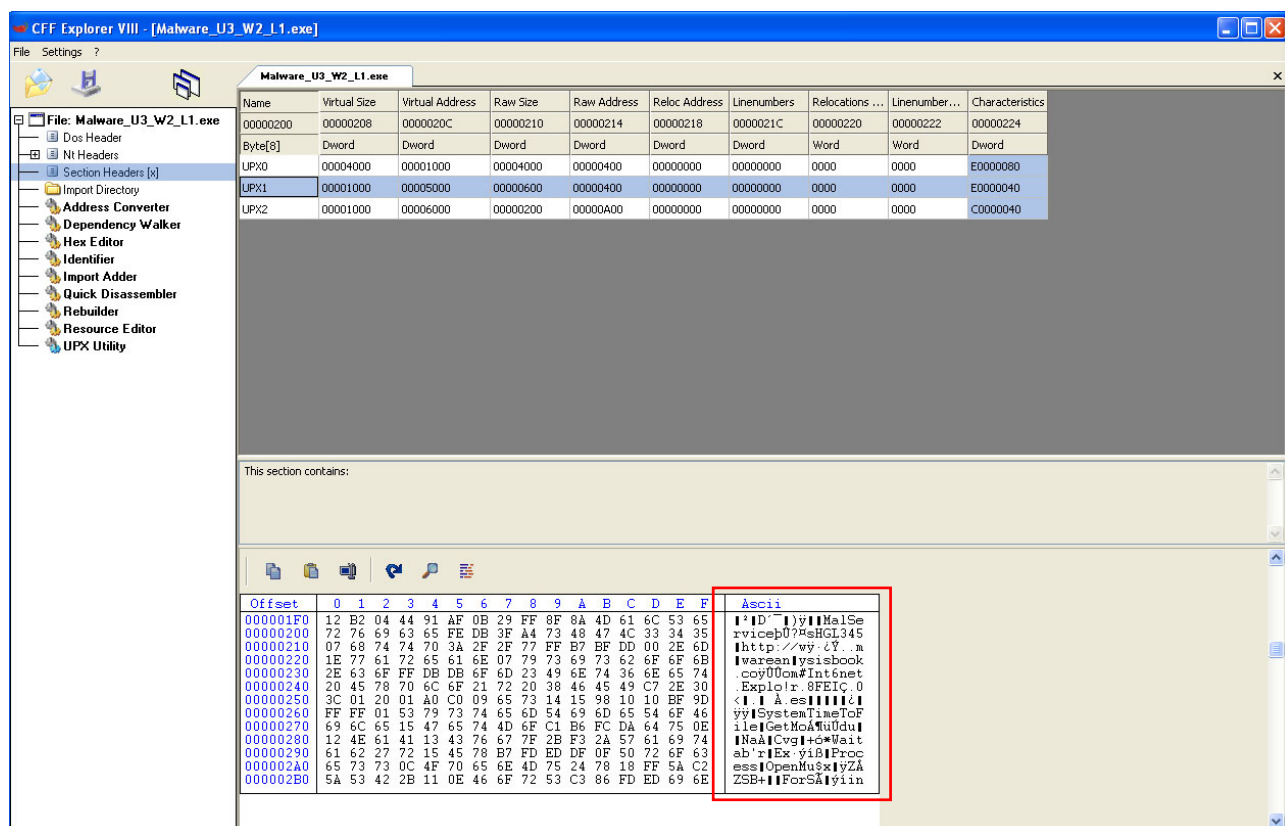 CFF Explorer VIII - [Malware_U3_W2_L1.exe]
File Settings ?
Malware_U3_W2_L1.exe
File: Malware_U3_W2_L1.exe
Dos Header
Nt Headers
Section Headers [x]
Import Directory
Address Converter
Dependency Walker
Hex Editor
Identifier
Import Adder
Quick Disassembler
Rebuilder
Resource Editor
UPX Utility
Name Virtual Size Virtual Address Raw Size Raw Address Reloc Address Linenumbers Relocations ... Linenumber... Characteristics
00000200 00000208 0000020C 00000210 00000214 00000218 0000021C 00000220 00000222 00000224
Byte[8] Dword Dword Dword Dword Dword Dword Word Word Dword
UPX0 00004000 00001000 00004000 00000400 00000000 00000000 0000 0000 E0000080
UPX1 00001000 00005000 00000600 00000400 00000000 00000000 0000 0000 E0000040
UPX2 00001000 00006000 00000200 00000A00 00000000 00000000 0000 0000 C0000040
This section contains:
Offset 0 1 2 3 4 5 6 7 8 9 A B C D E F Ascii
000001F0 12 B2 04 44 91 AF 0B 29 FF 8F 8A 4D 61 6C 53 65 ²D¯)ÿMalSe
00000200 72 76 69 63 65 FE DB 3F A4 73 48 47 4C 33 34 35 rviceþÛ?¤sHGL345
00000210 07 68 74 74 70 3A 2F 2F 77 FF B7 BF DD 00 2E 6D http://wÿ·¿Ý..m
00000220 1E 77 61 72 65 61 6E 07 79 73 69 73 62 6F 6F 6B wareanysisbook
00000230 2E 63 6F FF DB DB 6F 6D 23 49 6E 74 36 6E 65 74 .coÿÛÛom#Int6net
00000240 20 45 78 70 6C 6F 21 72 20 38 46 45 49 C7 2E 30 .Explo!r.8FEIÇ.0
00000250 3C 01 20 01 A0 C0 09 65 73 14 15 98 10 10 BF 9D <. À.es¿
00000260 FF FF 01 53 79 73 74 65 6D 54 69 6D 65 54 6F 46 ÿÿSystemTimeToF
00000270 69 6C 65 15 47 65 74 4D 6F C1 B6 FC DA 64 75 0E ileGetMoÁ¶üÚdu
00000280 12 4E 61 41 13 43 76 67 7F 2B F3 2A 57 61 69 74 NaACvg+ó*Wait
00000290 61 62 27 72 15 45 78 B7 FD ED DF 0F 50 72 6F 63 ab'rEx·ýíßProc
000002A0 65 73 73 0C 4F 70 65 6E 4D 75 24 78 18 FF 5A C2 essOpenMu$xÿZÂ
000002B0 5A 53 42 2B 11 0E 46 6F 72 53 C3 86 FD ED 69 6E ZSB+ForSÃýíin